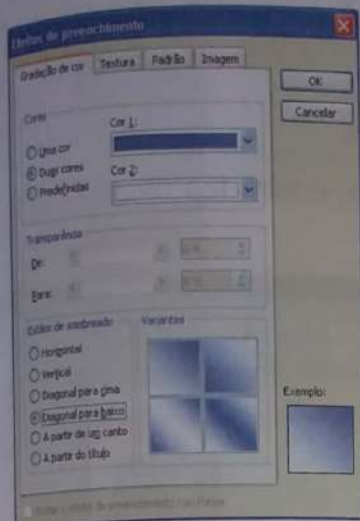 Efeitos de preenchimento
Gradação de cor Textura Padrão Imagem
OK
Cancelar
Cores
Cor 1:
Uma cor
Duas cores
Cor 2:
Predefinidas
Transparência
De:
Para:
Estilos de sombreado
Variantes
Horizontal
Vertical
Diagonal para cima
Diagonal para baixo
A partir de um canto
A partir do título
Exemplo: